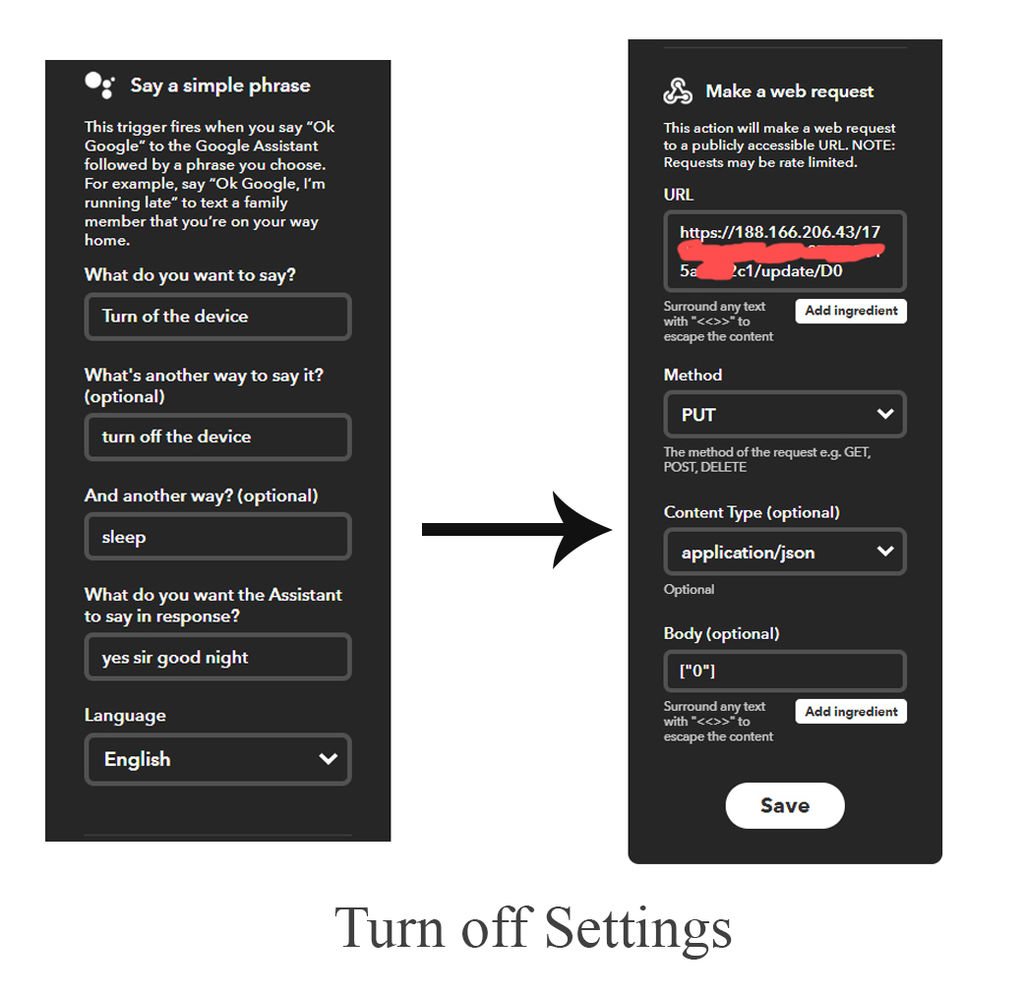 Say a simple phrase
This trigger fires when you say “Ok
Google” to the Google Assistant
followed by a phrase you choose.
For example, say “Ok Google, I’m
running late” to text a family
member that you’re on your way
home.
What do you want to say?
Turn of the device
What's another way to say it?
(optional)
turn off the device
And another way? (optional)
sleep
What do you want the Assistant
to say in response?
yes sir good night
Language
English
Make a web request
This action will make a web request
to a publicly accessible URL. NOTE:
Requests may be rate limited.
URL
https://188.166.206.43/17
5a 2c1/update/D0
Surround any text
with "<<>>" to
escape the content
Add ingredient
Method
PUT
The method of the request e.g. GET,
POST, DELETE
Content Type (optional)
application/json
Optional
Body (optional)
["0"]
Surround any text
with "<<>>" to
escape the content
Add ingredient
Save
Turn off Settings